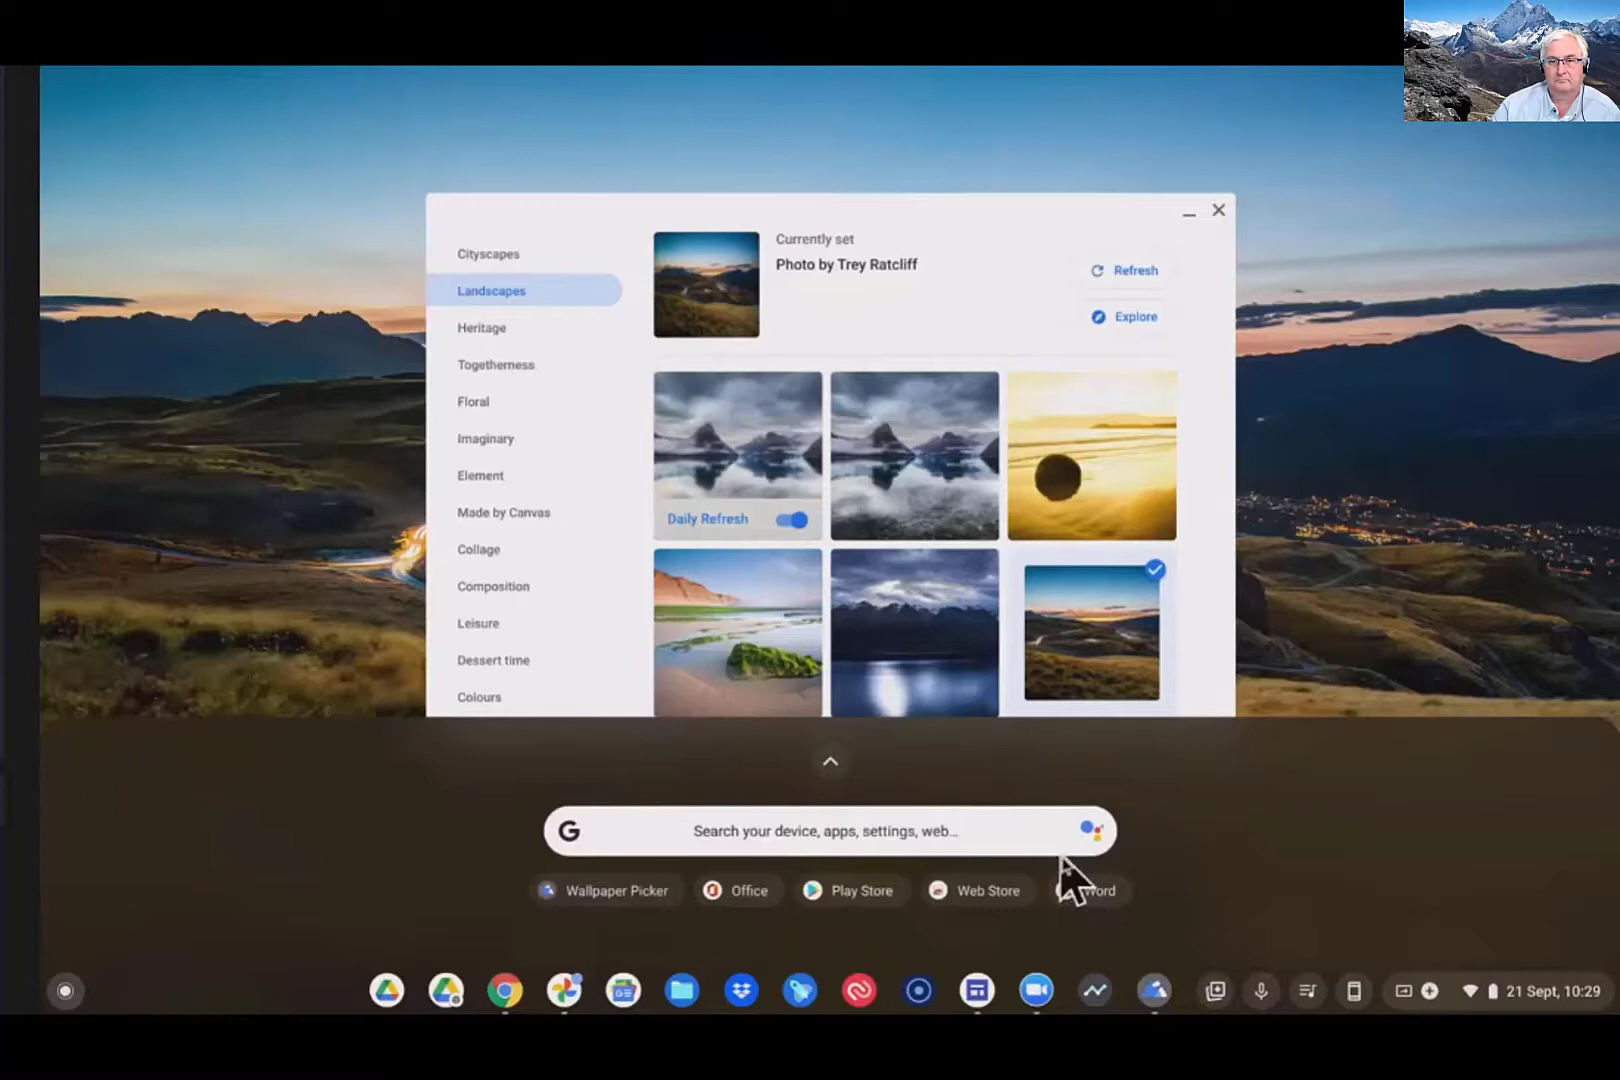 Cityscapes
Landscapes
Heritage
Togetherness
Floral
Imaginary
Element
Made by Canvas
Collage
Composition
Leisure
Dessert time
Colours
Currently set
Photo by Trey Ratcliff
Refresh
Explore
Daily Refresh
G Search your device, apps, settings, web...
Wallpaper Picker Office Play Store Web Store Word
21 Sept, 10:29